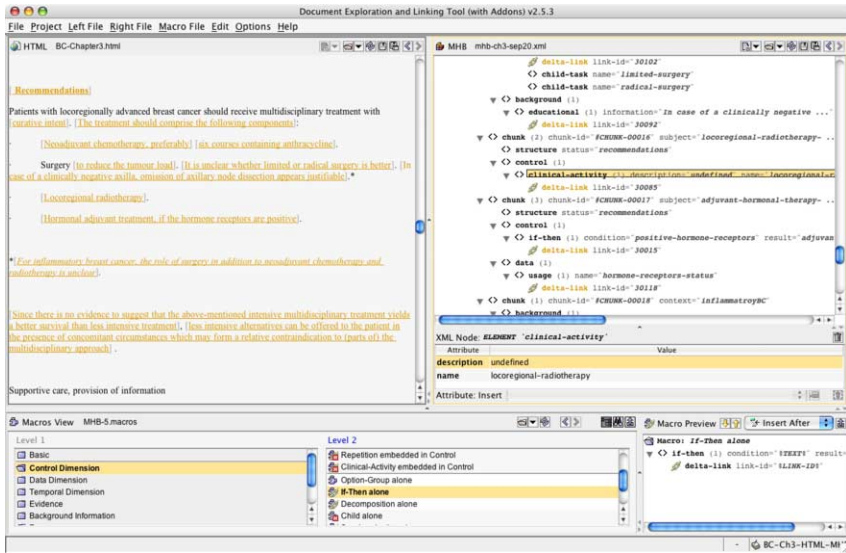 Document Exploration and Linking Tool (with Addons) v2.5.3
File Project Left File Right File Macro File Edit Options Help
HTML BC-Chapter3.html
[ Recommendations]
Patients with locoregionally advanced breast cancer should receive multidisciplinary treatment with
[curative intent]. [The treatment should comprise the following components]:
- [Neoadjuvant chemotherapy, preferably] [six courses containing anthracycline].
- Surgery [to reduce the tumour load]. [It is unclear whether limited or radical surgery is better]. [In
case of a clinically negative axilla, omission of axillary node dissection appears justifiable].*
- [Locoregional radiotherapy].
- [Hormonal adjuvant treatment, if the hormone receptors are positive].
*[For inflammatory breast cancer, the role of surgery in addition to neoadjuvant chemotherapy and
radiotherapy is unclear].
[Since there is no evidence to suggest that the above-mentioned intensive multidisciplinary treatment yields
a better survival than less intensive treatment], [less intensive alternatives can be offered to the patient in
the presence of concomitant circumstances which may form a relative contraindication to (parts of) the
multidisciplinary approach] .
Supportive care, provision of information
MHB mhb-ch3-sep20.xml
delta-link link-id="30102"
child-task name="limited-surgery"
child-task name="radical-surgery"
background (1)
educational (1) information="In case of a clinically negative ..."
delta-link link-id="30092"
chunk (2) chunk-id="#CHUNK-00016" subject="locoregional-radiotherapy- ..
structure status="recommendations"
control (1)
clinical-activity (1) description="undefined" name="locoregional-r
delta-link link-id="30085"
chunk (3) chunk-id="#CHUNK-00017" subject="adjuvant-hormonal-therapy- ..
structure status="recommendations"
control (1)
if-then (1) condition="positive-hormone-receptors" result="adjuvan
delta-link link-id="30015"
data (1)
usage (1) name="hormone-receptors-status"
delta-link link-id="30118"
chunk (1) chunk-id="#CHUNK-00018" context="inflammatroyBC"
background (1)
XML Node: ELEMENT `clinical-activity`
Attribute Value
description undefined
name locoregional-radiotherapy
Attribute: Insert
Macros View MHB-5.macros
Level 1
Basic
Control Dimension
Data Dimension
Temporal Dimension
Evidence
Background Information
Level 2
Repetition embedded in Control
Clinical-Activity embedded in Control
Option-Group alone
If-Then alone
Decomposition alone
Child alone
Macro Preview Insert After
Macro: If-Then alone
if-then (1) condition="$TEXT$" result=
delta-link link-id="$LINK-ID$"
- BC-Ch3-HTML-MH